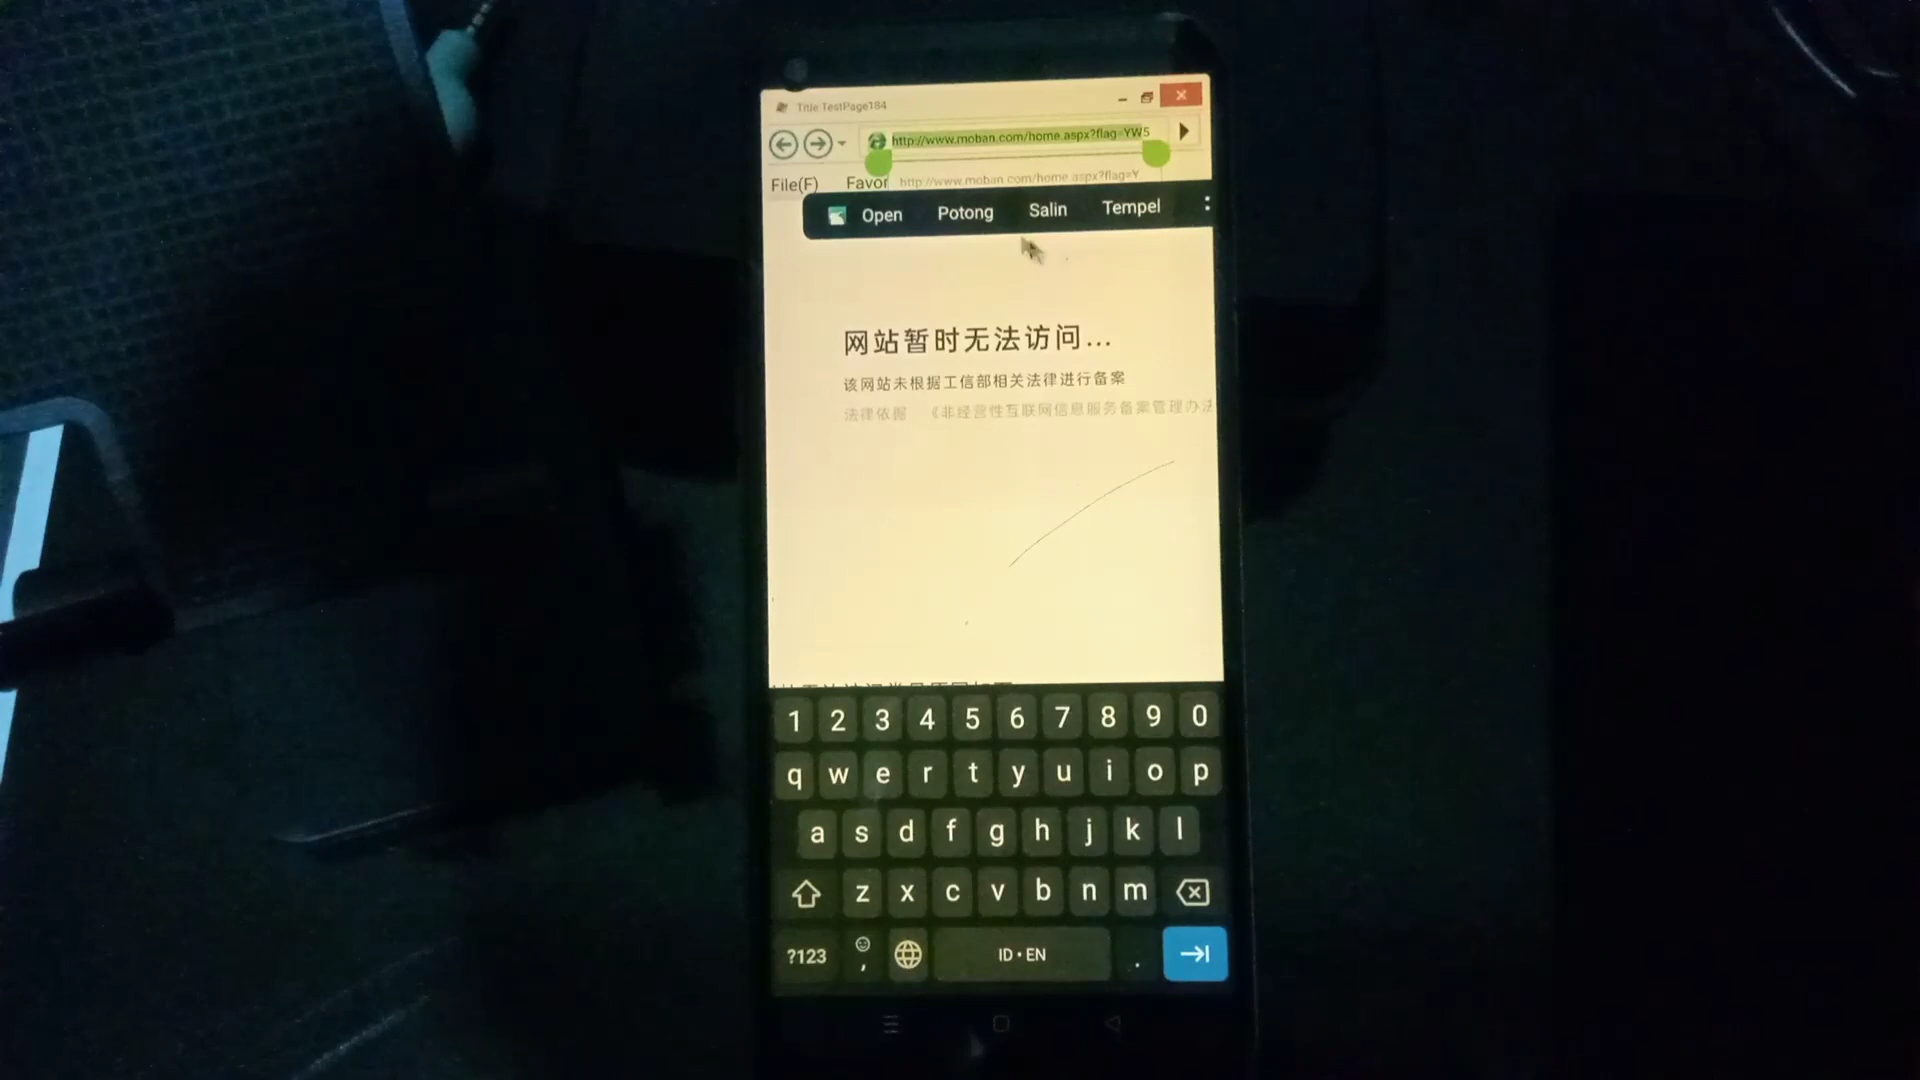 Title TestPage184
http://www.moban.com/home.aspx?flag=YW5
File(F) Favor http://www.moban.com/home.aspx?flag=Y
Open Potong Salin Tempel
网站暂时无法访问...
该网站未根据工信部相关法律进行备案
法律依据 《非经营性互联网信息服务备案管理办法
1 2 3 4 5 6 7 8 9 0
q w e r t y u i o p
a s d f g h j k l
z x c v b n m
?123 , ID • EN .